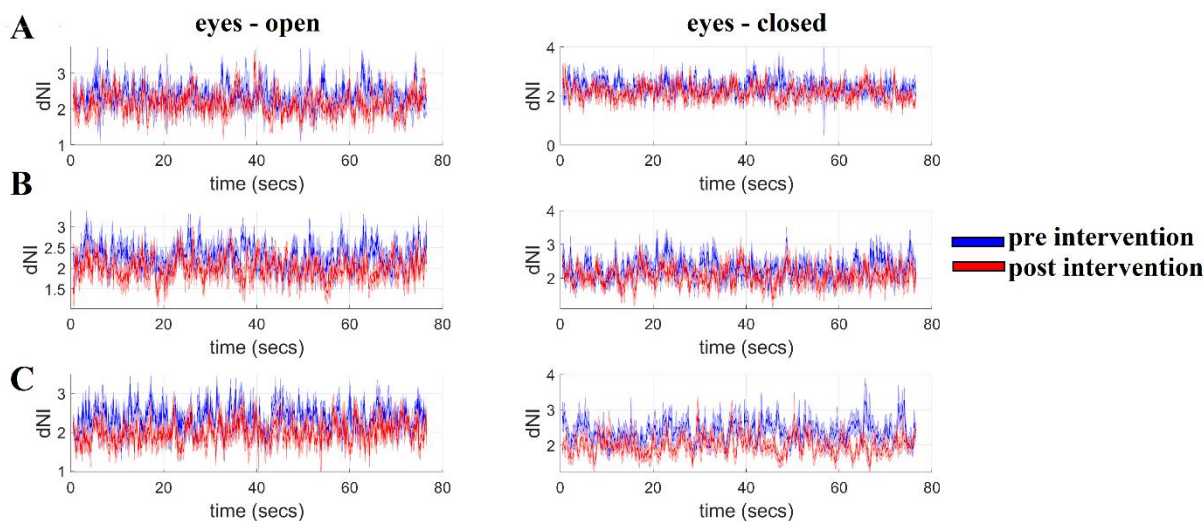 A
eyes - open
eyes - closed
dNI
3
2
1
0 20 40 60 80
time (secs)
dNI
4
2
0
0 20 40 60 80
time (secs)
B
dNI
3
2.5
2
1.5
0 20 40 60 80
time (secs)
dNI
4
3
2
0 20 40 60 80
time (secs)
pre intervention
post intervention
C
dNI
3
2
1
0 20 40 60 80
time (secs)
dNI
4
3
2
0 20 40 60 80
time (secs)